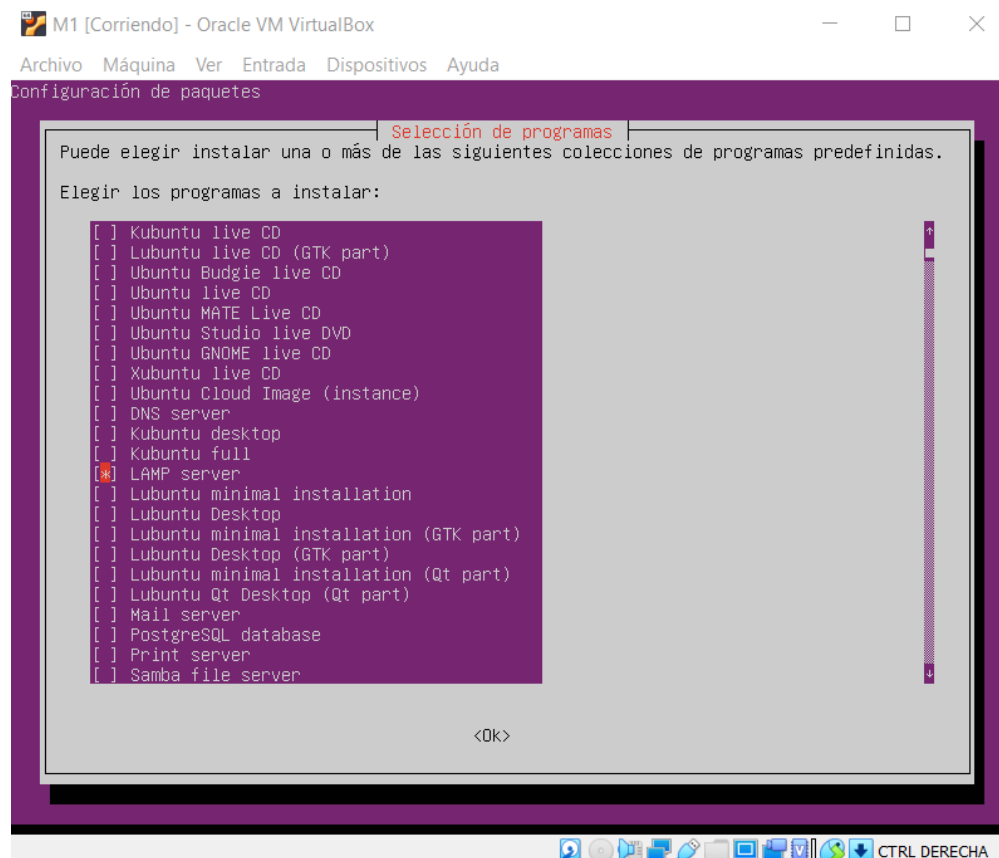 M1 [Corriendo] - Oracle VM VirtualBox
Archivo Máquina Ver Entrada Dispositivos Ayuda
Configuración de paquetes
Selección de programas
Puede elegir instalar una o más de las siguientes colecciones de programas predefinidas.
Elegir los programas a instalar:
[ ] Kubuntu live CD
[ ] Lubuntu live CD (GTK part)
[ ] Ubuntu Budgie live CD
[ ] Ubuntu live CD
[ ] Ubuntu MATE Live CD
[ ] Ubuntu Studio live DVD
[ ] Ubuntu GNOME live CD
[ ] Xubuntu live CD
[ ] Ubuntu Cloud Image (instance)
[ ] DNS server
[ ] Kubuntu desktop
[ ] Kubuntu full
[*] LAMP server
[ ] Lubuntu minimal installation
[ ] Lubuntu Desktop
[ ] Lubuntu minimal installation (GTK part)
[ ] Lubuntu Desktop (GTK part)
[ ] Lubuntu minimal installation (Qt part)
[ ] Lubuntu Qt Desktop (Qt part)
[ ] Mail server
[ ] PostgreSQL database
[ ] Print server
[ ] Samba file server
<Ok>
CTRL DERECHA